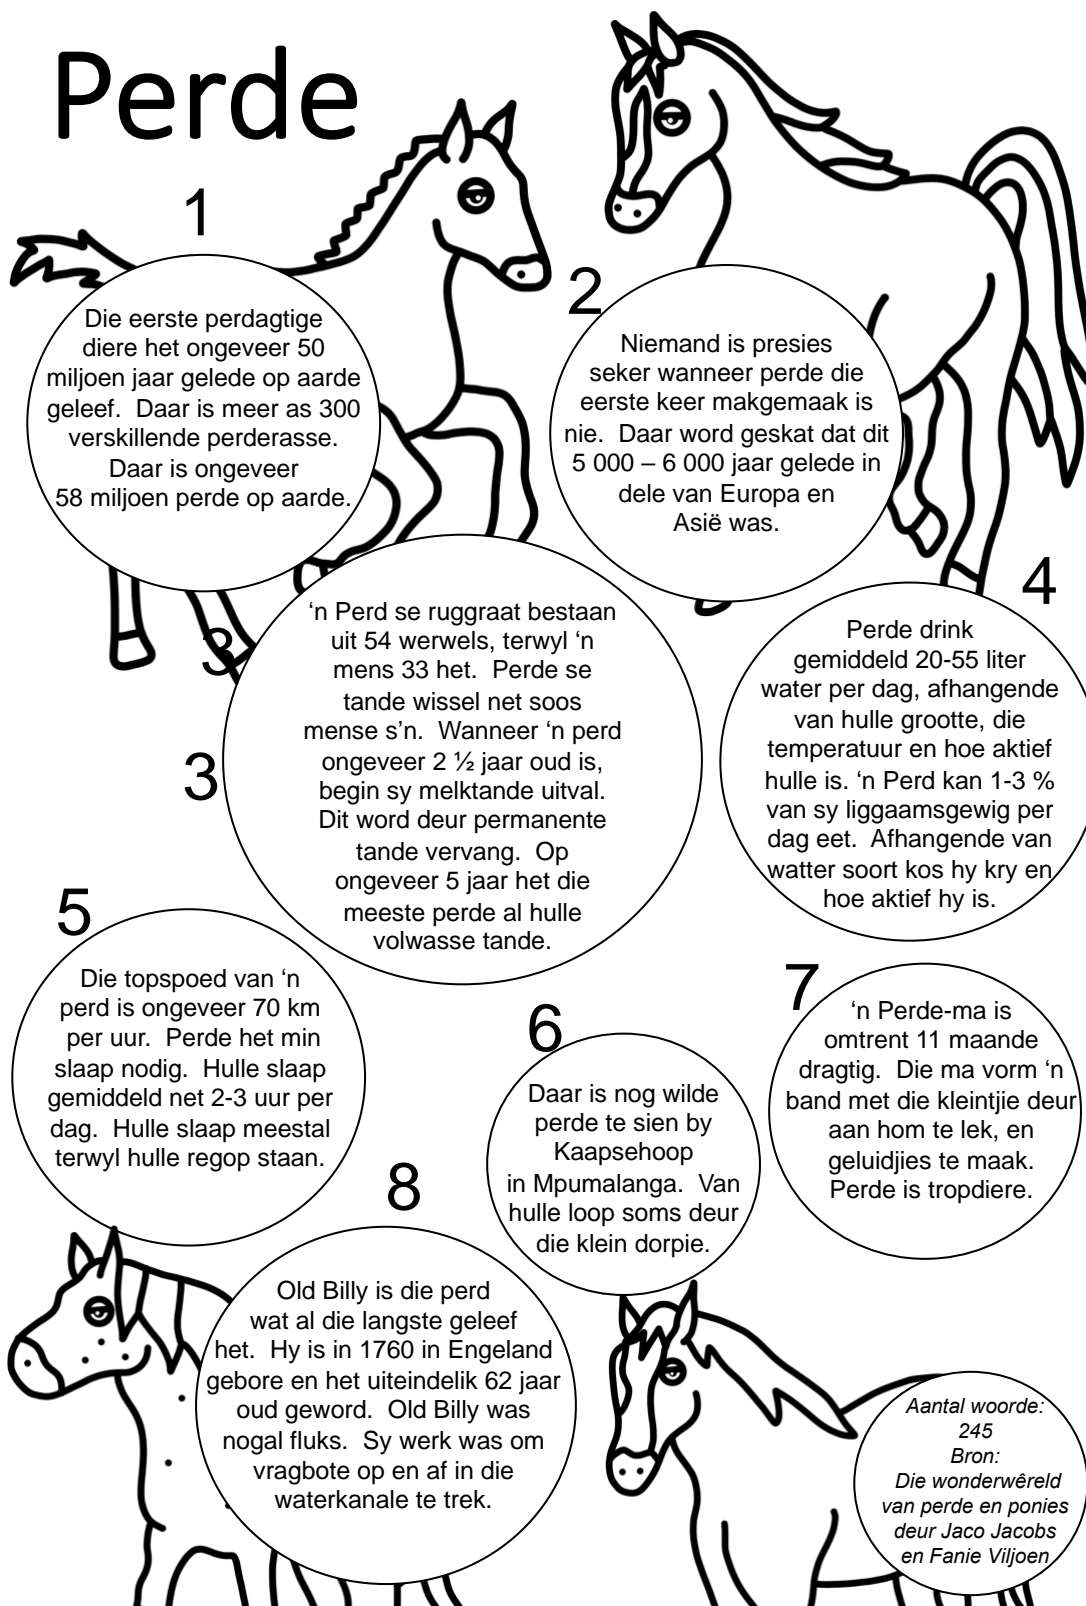 Perde
1
Die eerste perdagtige
diere het ongeveer 50
miljoen jaar gelede op aarde
geleef.  Daar is meer as 300
verskillende perderasse.
Daar is ongeveer
58 miljoen perde op aarde.
2
Niemand is presies
seker wanneer perde die
eerste keer makgemaak is
nie.  Daar word geskat dat dit
5 000 – 6 000 jaar gelede in
dele van Europa en
Asië was.
3
3
‘n Perd se ruggraat bestaan
uit 54 werwels, terwyl ‘n
mens 33 het.  Perde se
tande wissel net soos
mense s’n.  Wanneer ‘n perd
ongeveer 2 ½ jaar oud is,
begin sy melktande uitval.
Dit word deur permanente
tande vervang.  Op
ongeveer 5 jaar het die
meeste perde al hulle
volwasse tande.
4
Perde drink
gemiddeld 20-55 liter
water per dag, afhangende
van hulle grootte, die
temperatuur en hoe aktief
hulle is. ‘n Perd kan 1-3 %
van sy liggaamsgewig per
dag eet.  Afhangende van
watter soort kos hy kry en
hoe aktief hy is.
5
Die topspoed van ‘n
perd is ongeveer 70 km
per uur.  Perde het min
slaap nodig.  Hulle slaap
gemiddeld net 2-3 uur per
dag.  Hulle slaap meestal
terwyl hulle regop staan.
6
Daar is nog wilde
perde te sien by
Kaapsehoop
in Mpumalanga.  Van
hulle loop soms deur
die klein dorpie.
7
‘n Perde-ma is
omtrent 11 maande
dragtig.  Die ma vorm ‘n
band met die kleintjie deur
aan hom te lek, en
geluidjies te maak.
Perde is tropdiere.
8
Old Billy is die perd
wat al die langste geleef
het.  Hy is in 1760 in Engeland
gebore en het uiteindelik 62 jaar
oud geword.  Old Billy was
nogal fluks.  Sy werk was om
vragbote op en af in die
waterkanale te trek.
Aantal woorde:
245
Bron:
Die wonderwêreld
van perde en ponies
deur Jaco Jacobs
en Fanie Viljoen